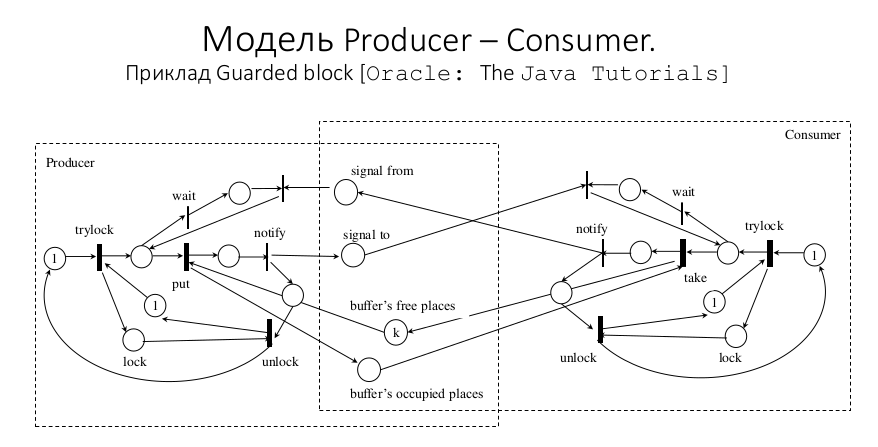 Модель Producer – Consumer.
Приклад Guarded block [Oracle: The Java Tutorials]
Consumer
Producer
signal from
wait
wait
trylock
notify
signal to
notify
trylock
1
1
put
take
buffer's free places
1
1
k
lock
unlock
unlock
lock
buffer's occupied places